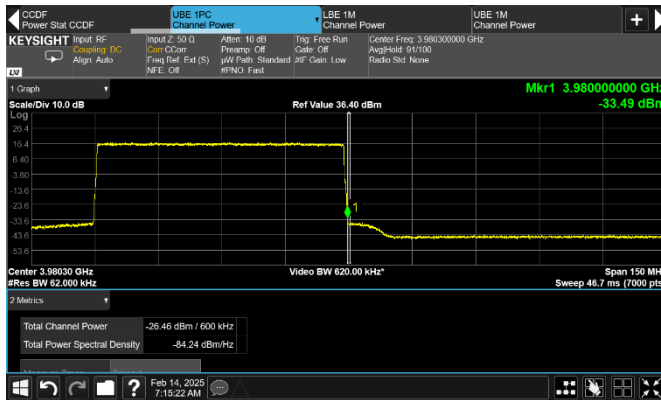 CCDF
Power Stat CCDF
UBE 1PC
Channel Power
LBE 1M
Channel Power
UBE 1M
Channel Power
KEYSIGHT
Input: RF
Coupling: DC
Align: Auto
Input Z: 50 Ω
Corr CCorr
Freq Ref: Ext (S)
NFE: Off
Atten: 10 dB
Preamp: Off
µW Path: Standard
#PNO: Fast
Trig: Free Run
Gate: Off
#IF Gain: Low
Center Freq: 3.980300000 GHz
Avg|Hold: 91/100
Radio Std: None
1 Graph
Mkr1 3.980000000 GHz
Scale/Div 10.0 dB
Ref Value 36.40 dBm
-33.49 dBm
Log
26.4
16.4
6.40
-3.60
-13.6
-23.6
-33.6
-43.6
-53.6
1
Center 3.98030 GHz
Video BW 620.00 kHz*
Span 150 MH
#Res BW 62.000 kHz
Sweep 46.7 ms (7000 pts
2 Metrics
Total Channel Power
-26.46 dBm / 600 kHz
Total Power Spectral Density
-84.24 dBm/Hz
?
Feb 14, 2025
7:15:22 AM